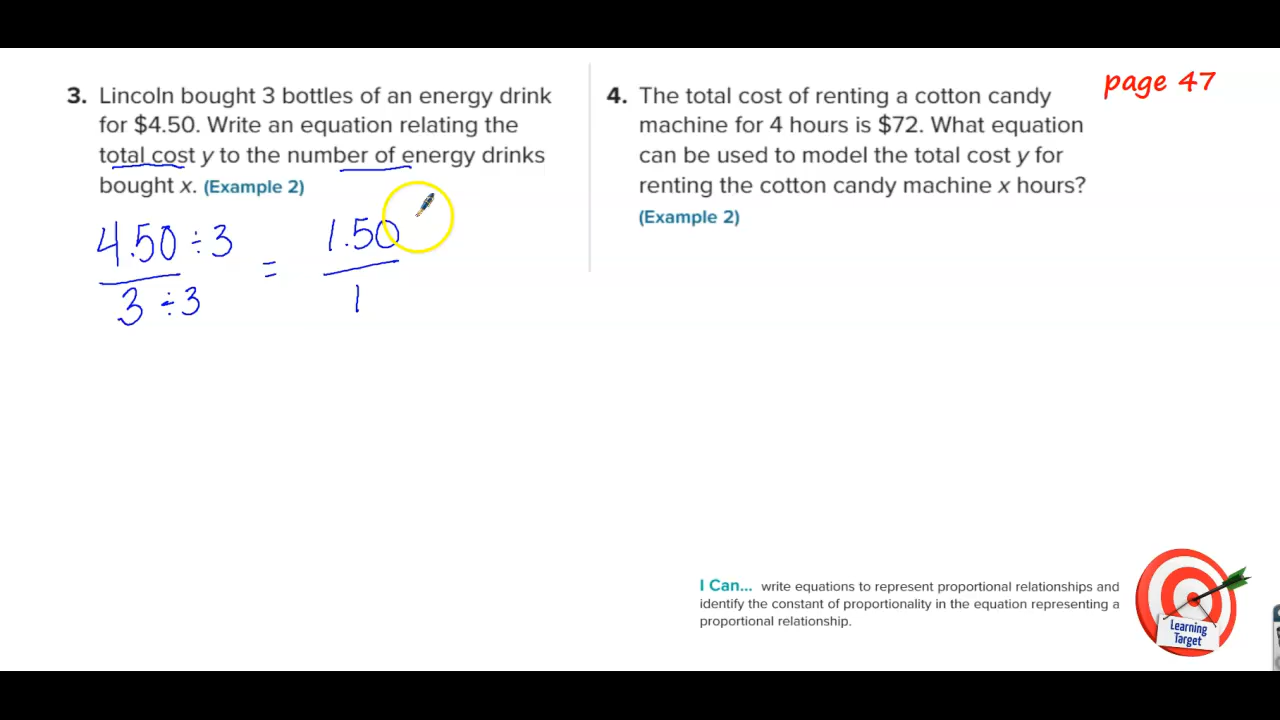 page 47
3. Lincoln bought 3 bottles of an energy drink
for $4.50. Write an equation relating the
total cost y to the number of energy drinks
bought x. (Example 2)
4.50 ÷ 3
3 ÷ 3
=
1.50
1
4. The total cost of renting a cotton candy
machine for 4 hours is $72. What equation
can be used to model the total cost y for
renting the cotton candy machine x hours?
(Example 2)
I Can... write equations to represent proportional relationships and
identify the constant of proportionality in the equation representing a
proportional relationship.
Learning
Target